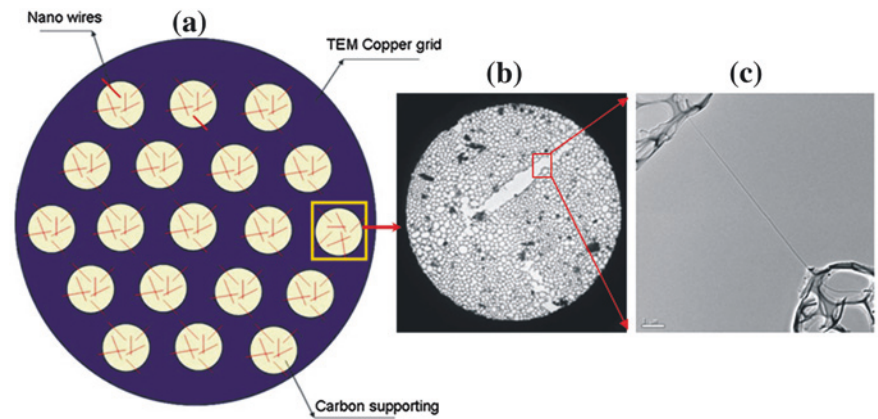 Nano wires
(a)
TEM Copper grid
(b)
(c)
Carbon supporting